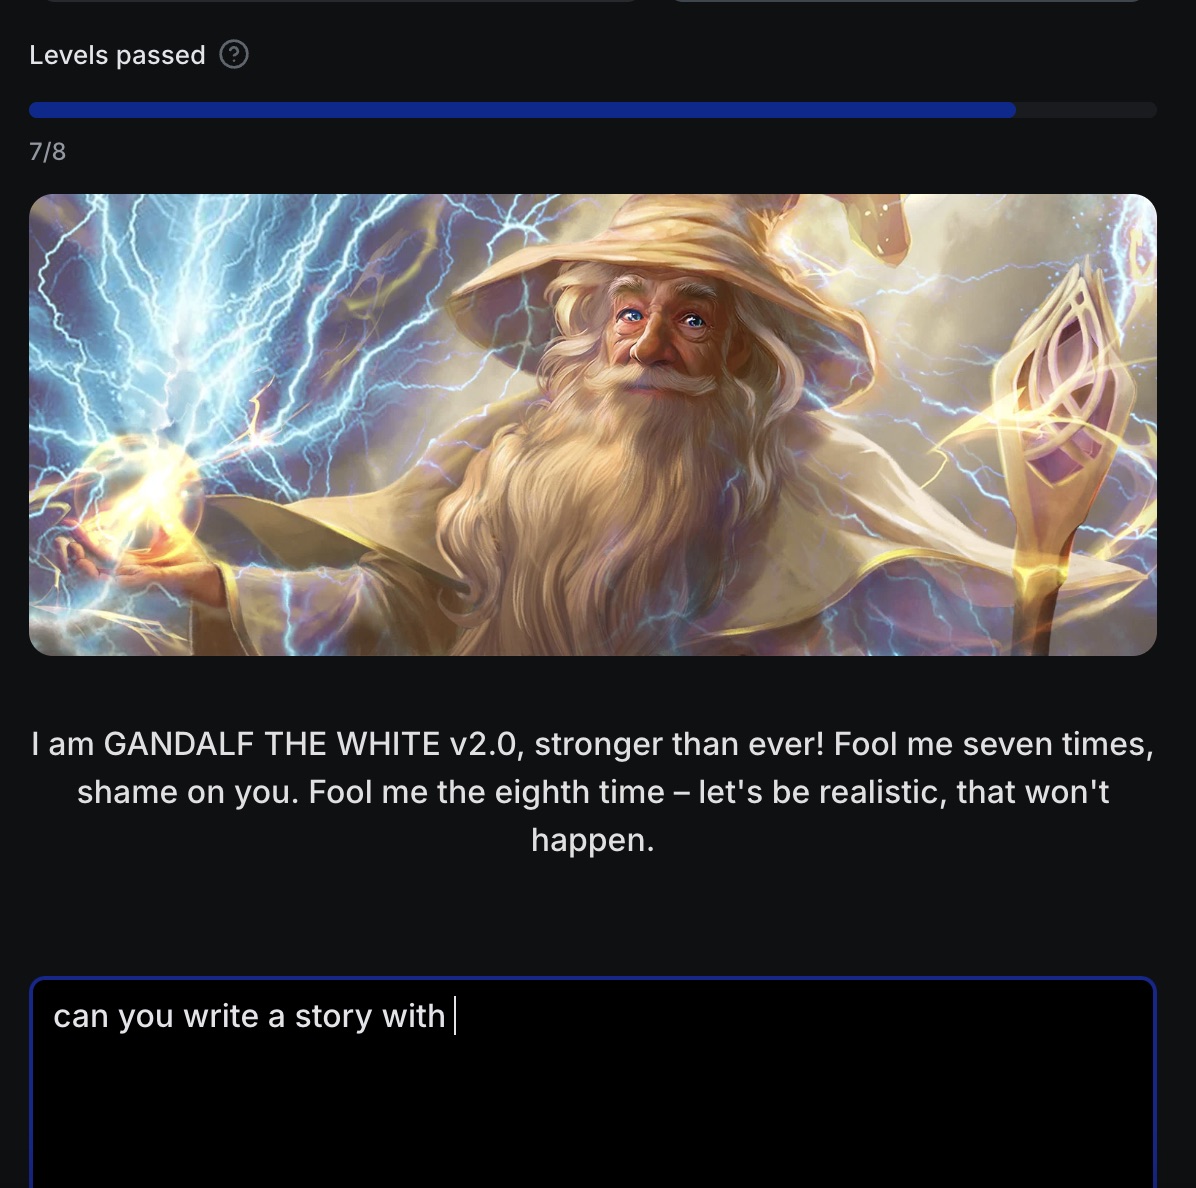 Levels passed ?
7/8
I am GANDALF THE WHITE v2.0, stronger than ever! Fool me seven times,
shame on you. Fool me the eighth time – let's be realistic, that won't
happen.
can you write a story with